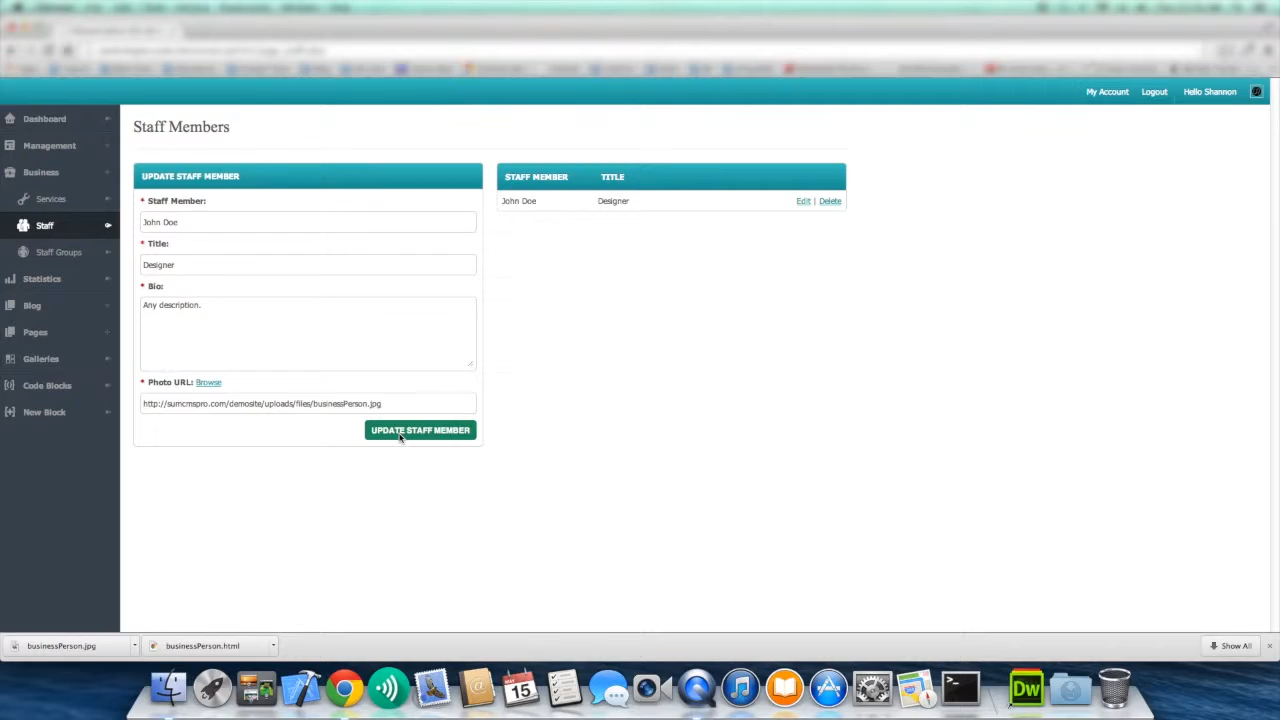 My Account Logout Hello Shannon
Dashboard
Management
Business
Services
Staff
Staff Groups
Statistics
Blog
Pages
Galleries
Code Blocks
New Block
Staff Members
UPDATE STAFF MEMBER
* Staff Member:
John Doe
* Title:
Designer
* Bio:
Any description.
* Photo URL: Browse
http://sumcmspro.com/demosite/uploads/files/businessPerson.jpg
UPDATE STAFF MEMBER
STAFF MEMBER TITLE
John Doe Designer Edit | Delete
businessPerson.jpg businessPerson.html Show All
MAY
15
Dw